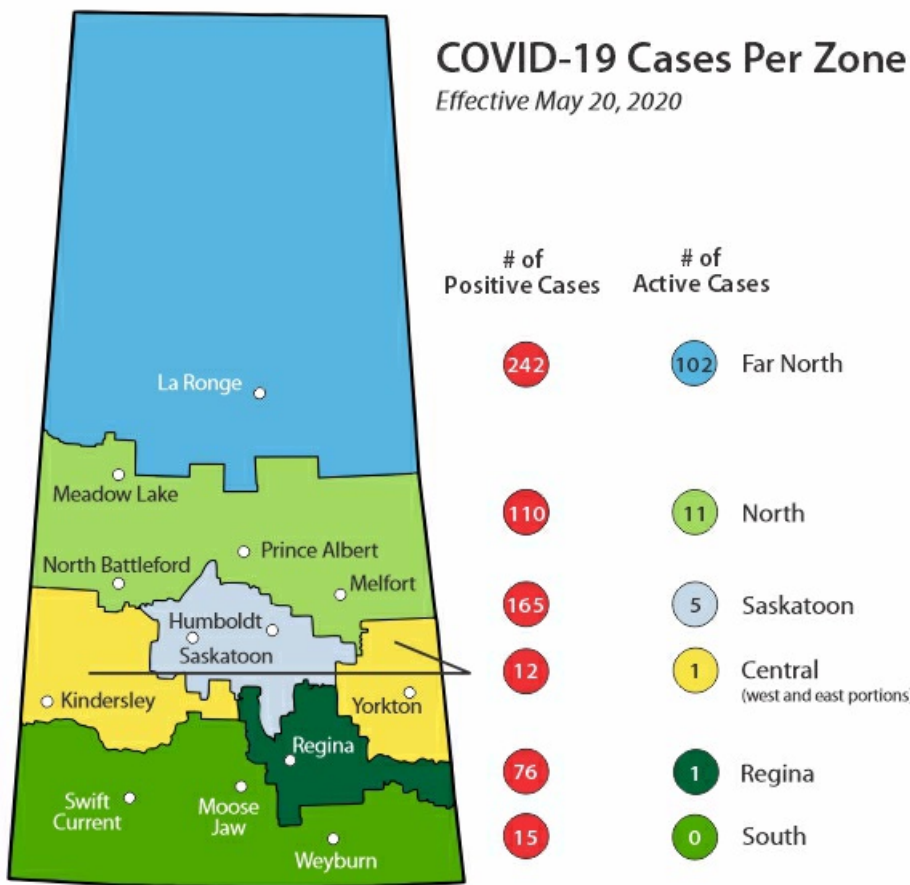 COVID-19 Cases Per Zone
Effective May 20, 2020
# of
Positive Cases
# of
Active Cases
242
102
Far North
110
11
North
165
5
Saskatoon
12
1
Central
(west and east portions)
76
1
Regina
15
0
South
La Ronge
Meadow Lake
Prince Albert
North Battleford
Melfort
Humboldt
Saskatoon
Kindersley
Yorkton
Regina
Swift
Current
Moose
Jaw
Weyburn